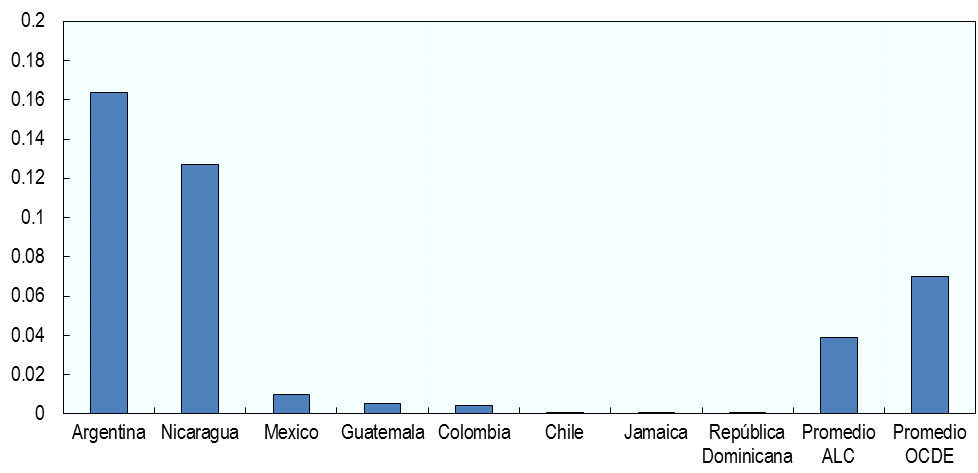 0.2
0.18
0.16
0.14
0.12
0.1
0.08
0.06
0.04
0.02
0
Argentina
Nicaragua
Mexico
Guatemala
Colombia
Chile
Jamaica
República
Dominicana
Promedio
ALC
Promedio
OCDE